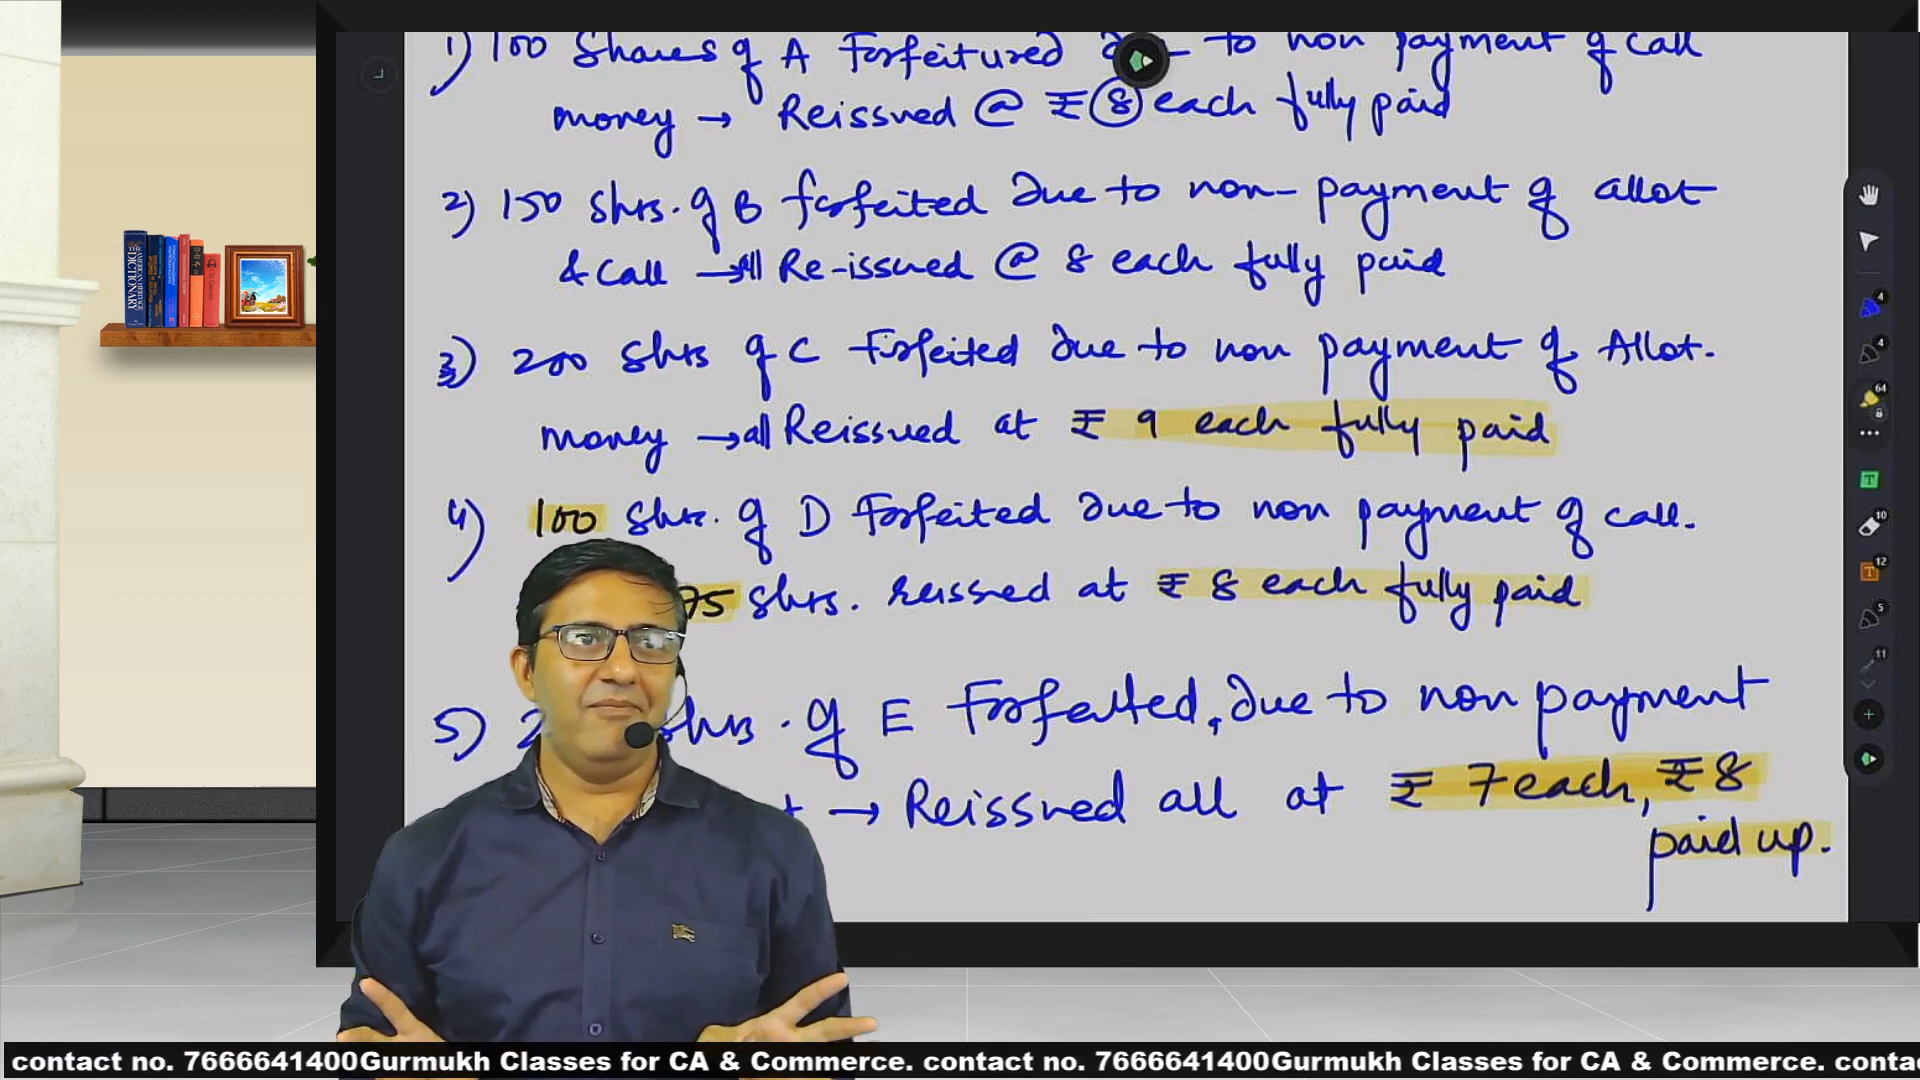 1) 100 Shares of A Forfeitured to non payment of call
money → Reissued @ ₹ 8 each fully paid
2) 150 shrs. of B forfeited due to non-payment of allot
& call → all Re-issued @ 8 each fully paid
3) 200 shrs of C Forfeited due to non payment of Allot.
money → all Reissued at ₹ 9 each fully paid
4) 100 shrs. of D Forfeited due to non payment of call.
75 shrs. reissued at ₹ 8 each fully paid
5) shrs. of E Forfeited, due to non payment
→ Reissued all at ₹ 7 each, ₹ 8
paid up.
THE DICTIONARY
contact no. 7666641400Gurmukh Classes for CA & Commerce. contact no. 7666641400Gurmukh Classes for CA & Commerce. conta